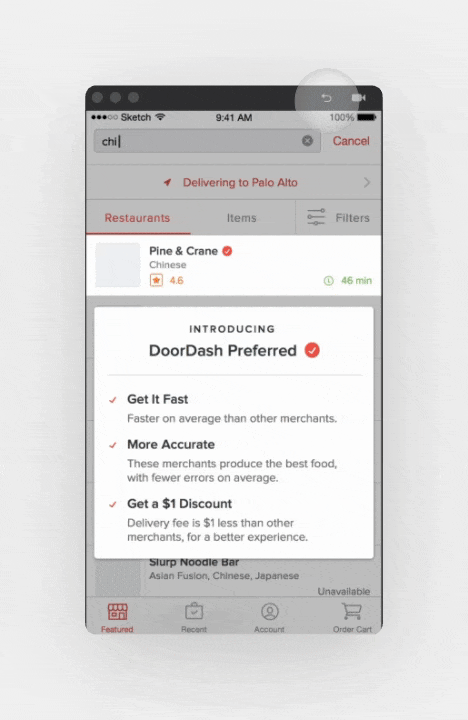 Sketch 9:41 AM 100%
chi Cancel
Delivering to Palo Alto
Restaurants Items Filters
Pine & Crane
Chinese
4.6 46 min
INTRODUCING
DoorDash Preferred
Get It Fast
Faster on average than other merchants.
More Accurate
These merchants produce the best food,
with fewer errors on average.
Get a $1 Discount
Delivery fee is $1 less than other
merchants, for a better experience.
Slurp Noodle Bar
Asian Fusion, Chinese, Japanese
Unavailable
Featured Recent Account Order Cart